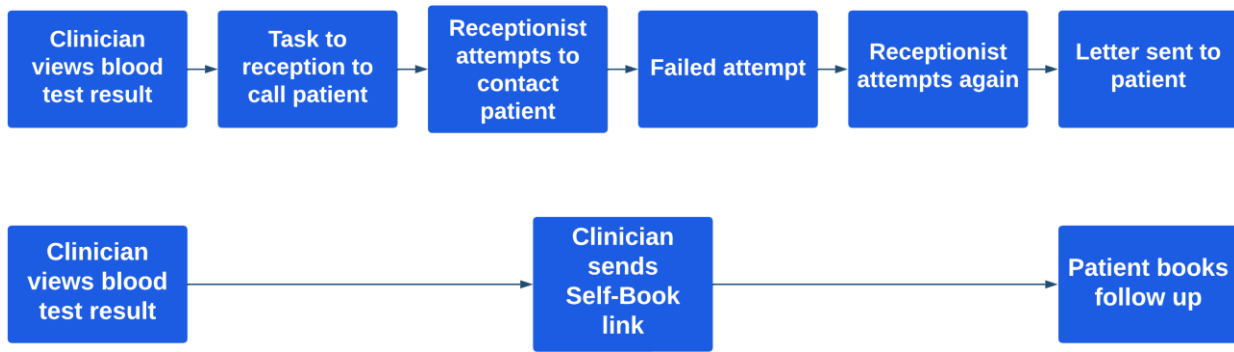 Clinician
views blood
test result
Task to
reception to
call patient
Receptionist
attempts to
contact
patient
Failed attempt
Receptionist
attempts again
Letter sent to
patient
Clinician
views blood
test result
Clinician
sends
Self-Book
link
Patient books
follow up